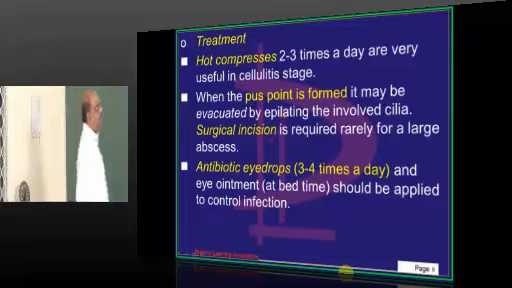 o Treatment
Hot compresses 2-3 times a day are very
useful in cellulitis stage.
When the pus point is formed it may be
evacuated by epilating the involved cilia.
Surgical incision is required rarely for a large
abscess.
Antibiotic eyedrops (3-4 times a day) and
eye ointment (at bed time) should be applied
to control infection.
Page 9